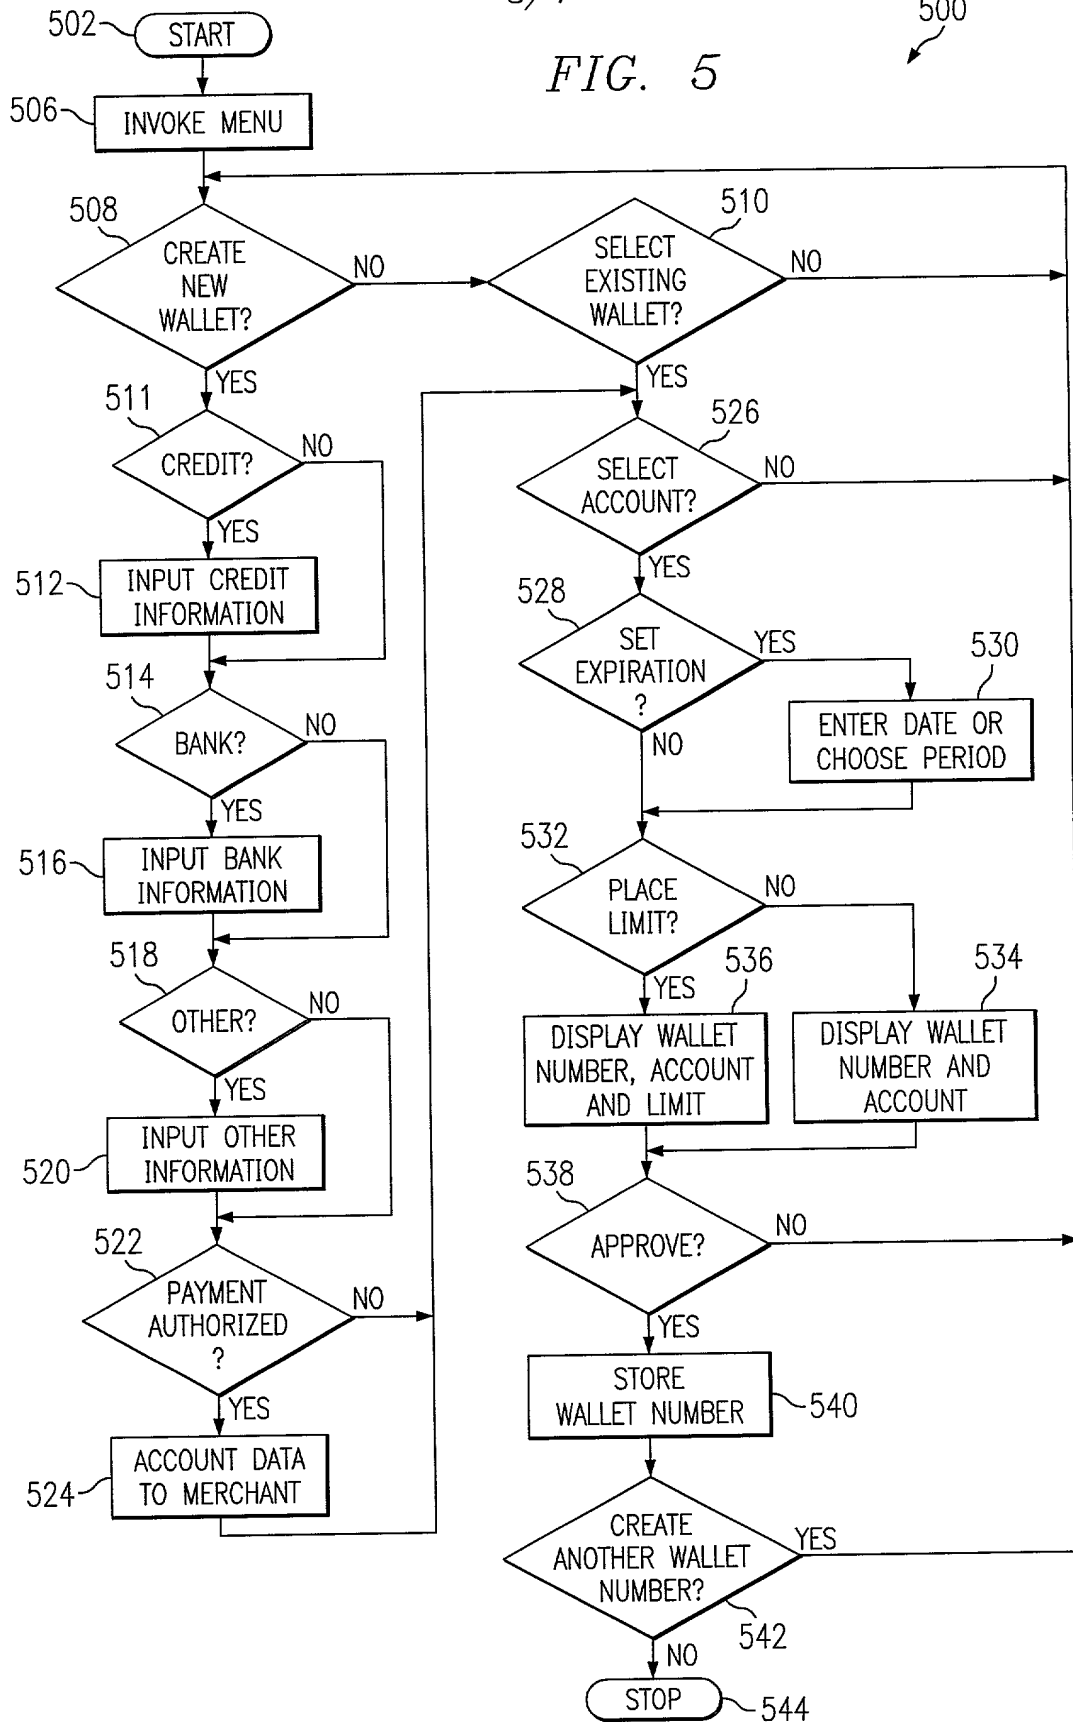 500
502
START
FIG. 5
506
INVOKE MENU
508
CREATE
NEW
WALLET?
NO
YES
510
SELECT
EXISTING
WALLET?
NO
YES
511
CREDIT?
NO
YES
512
INPUT CREDIT
INFORMATION
514
BANK?
NO
YES
516
INPUT BANK
INFORMATION
518
OTHER?
NO
YES
520
INPUT OTHER
INFORMATION
522
PAYMENT
AUTHORIZED
?
NO
YES
524
ACCOUNT DATA
TO MERCHANT
526
SELECT
ACCOUNT?
NO
YES
528
SET
EXPIRATION
?
YES
NO
530
ENTER DATE OR
CHOOSE PERIOD
532
PLACE
LIMIT?
NO
YES
536
DISPLAY WALLET
NUMBER, ACCOUNT
AND LIMIT
534
DISPLAY WALLET
NUMBER AND
ACCOUNT
538
APPROVE?
NO
YES
STORE
WALLET NUMBER
540
CREATE
ANOTHER WALLET
NUMBER?
YES
542
NO
STOP
544